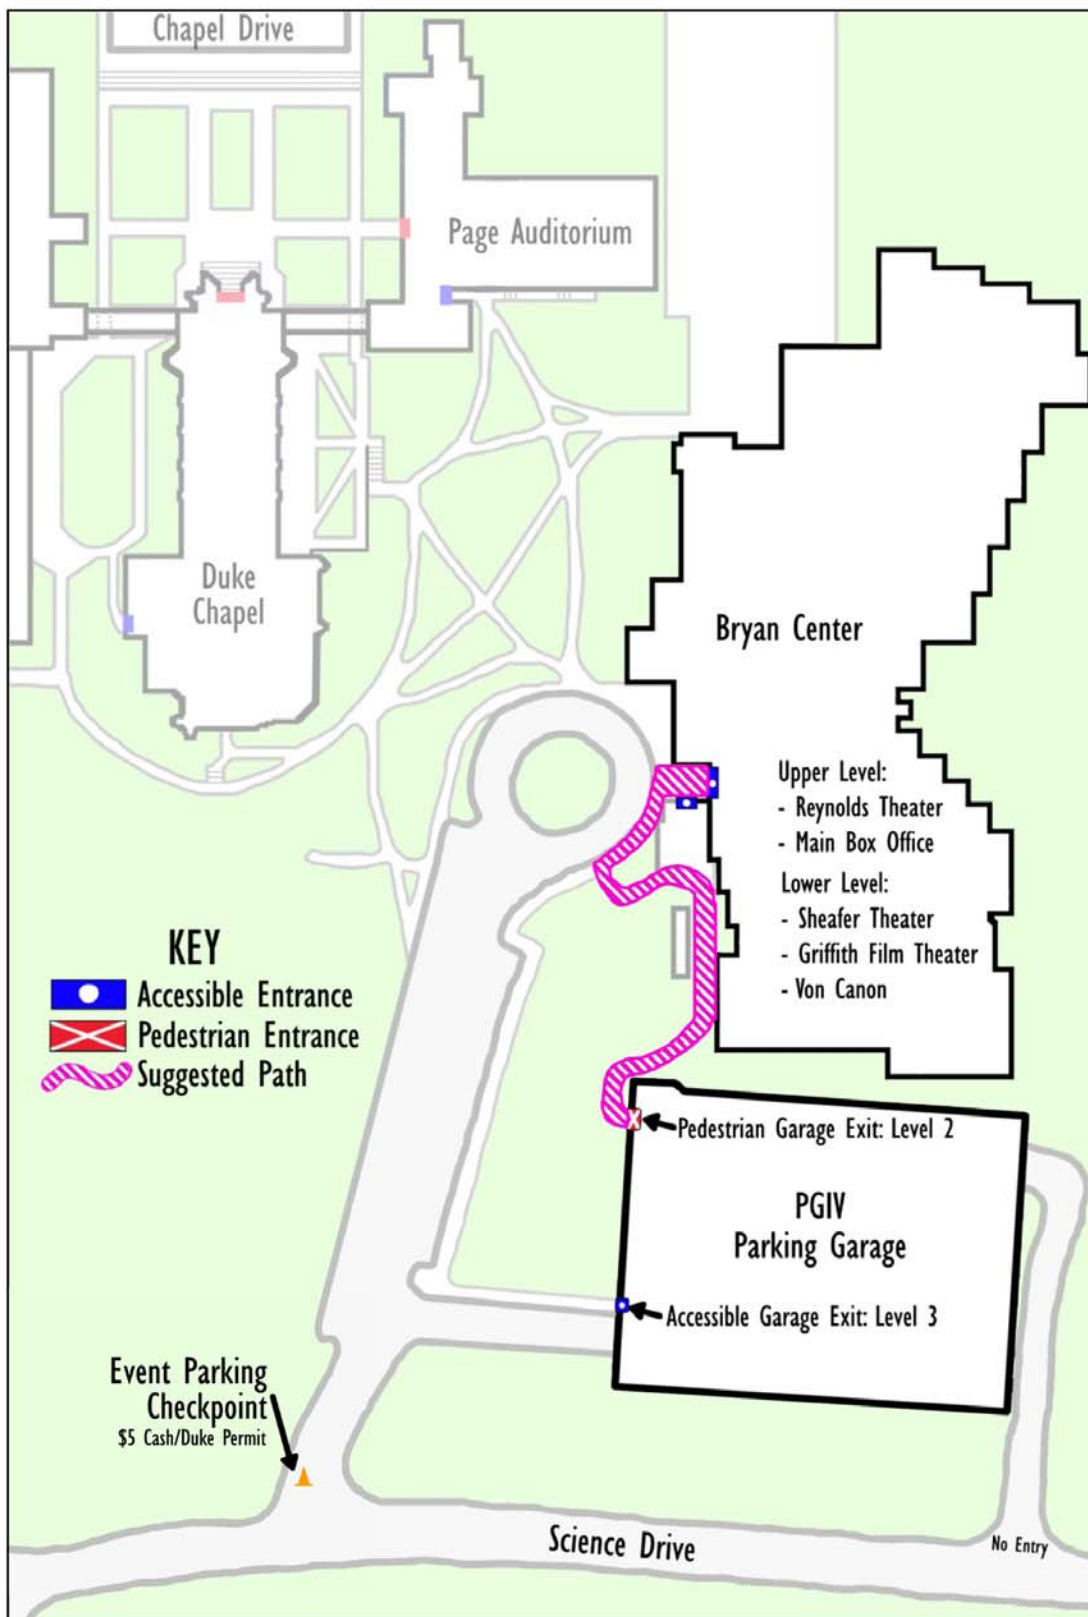 Chapel Drive
Page Auditorium
Duke
Chapel
Bryan Center
Upper Level:
- Reynolds Theater
- Main Box Office
Lower Level:
- Sheafer Theater
- Griffith Film Theater
- Von Canon
KEY
Accessible Entrance
Pedestrian Entrance
Suggested Path
Pedestrian Garage Exit: Level 2
PGIV
Parking Garage
Accessible Garage Exit: Level 3
Event Parking
Checkpoint
$5 Cash/Duke Permit
Science Drive
No Entry